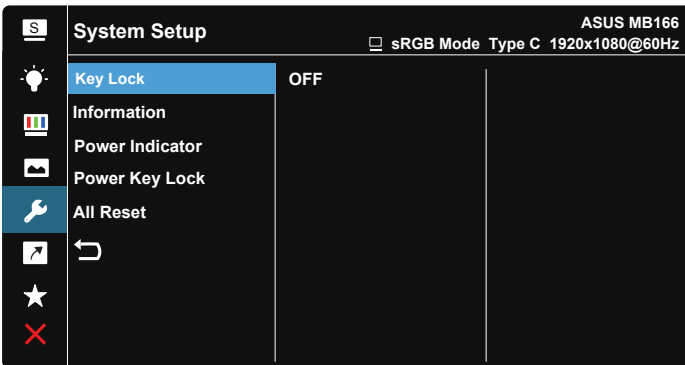 S
System Setup
ASUS MB166
sRGB Mode Type C 1920x1080@60Hz
Key Lock OFF
Information
Power Indicator
Power Key Lock
All Reset